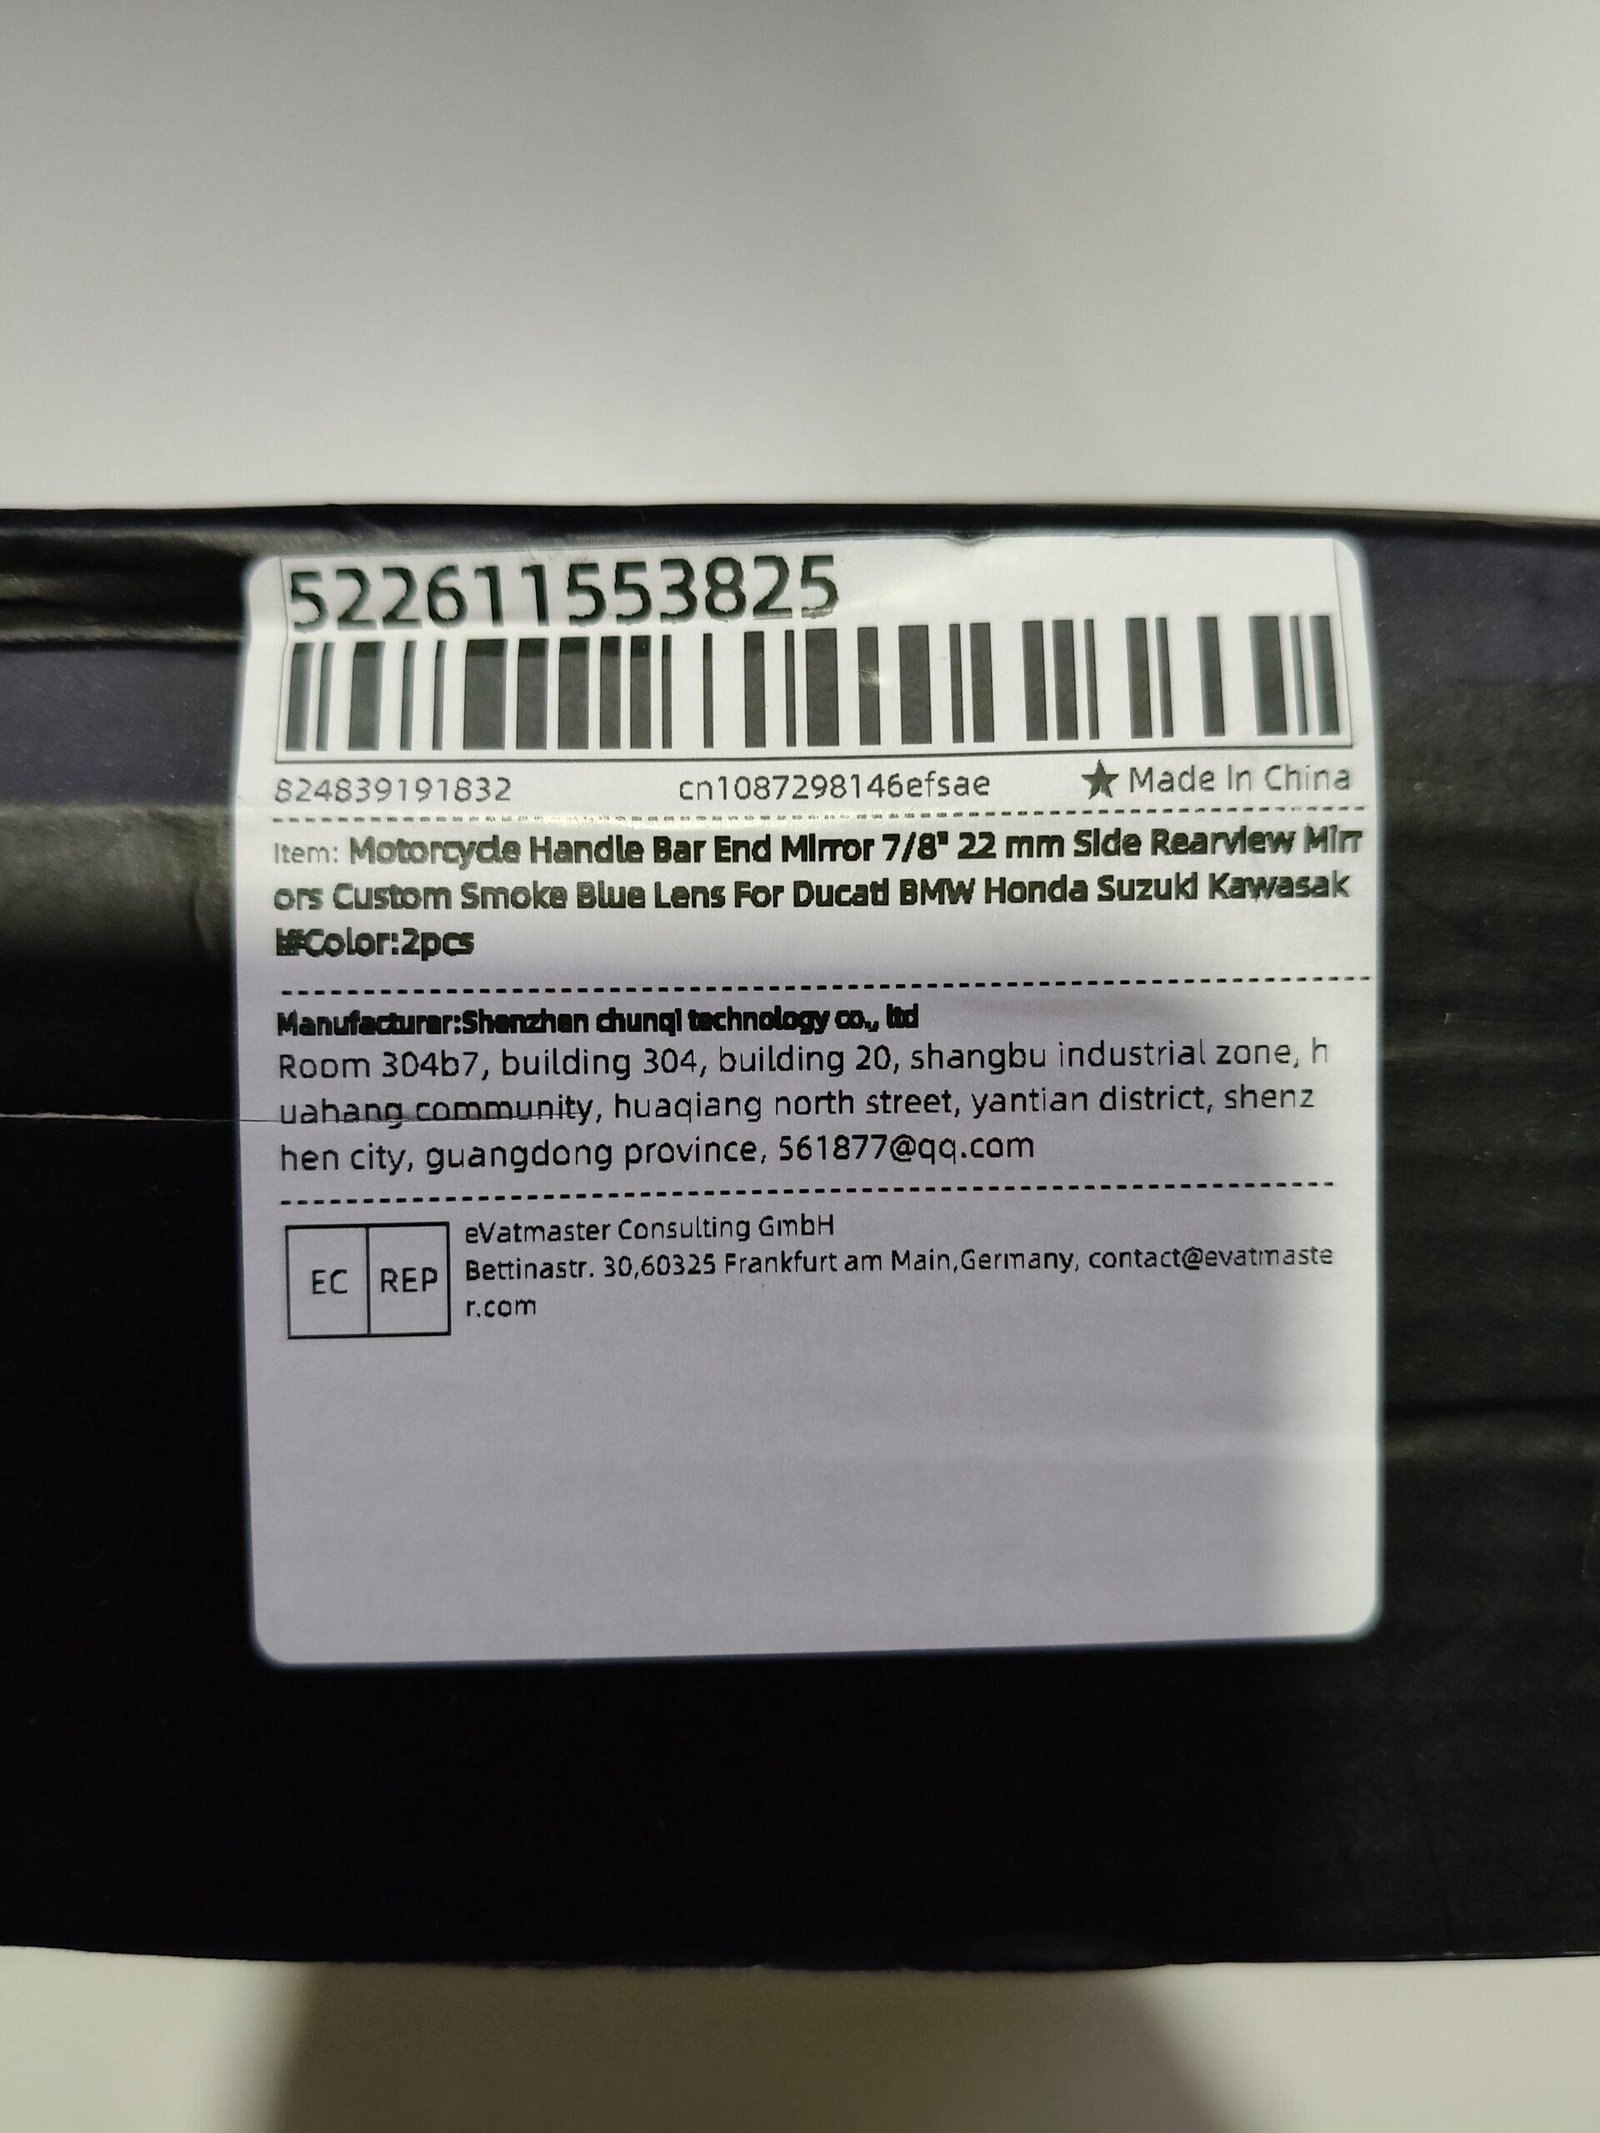 522611553825
824839191832 cn1087298146efsae ★ Made In China
Item: Motorcycle Handle Bar End Mirror 7/8" 22 mm Side Rearview Mirr
ors Custom Smoke Blue Lens For Ducati BMW Honda Suzuki Kawasak
i#Color:2pcs
Manufacturer:Shenzhen chunqi technology co., ltd
Room 304b7, building 304, building 20, shangbu industrial zone, h
uahang community, huaqiang north street, yantian district, shenz
hen city, guangdong province, 561877@qq.com
EC REP
eVatmaster Consulting GmbH
Bettinastr. 30,60325 Frankfurt am Main,Germany, contact@evatmaste
r.com